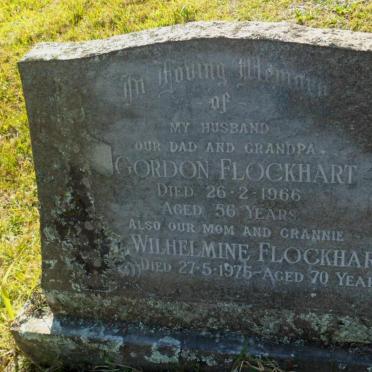 In Loving Memory
of
MY HUSBAND
OUR DAD AND GRANDPA
GORDON FLOCKHART
DIED 26-2-1966
AGED 56 YEARS
ALSO OUR MOM AND GRANNIE
WILHELMINE FLOCKHAR
DIED 27-5-1975-AGED 70 YEAR